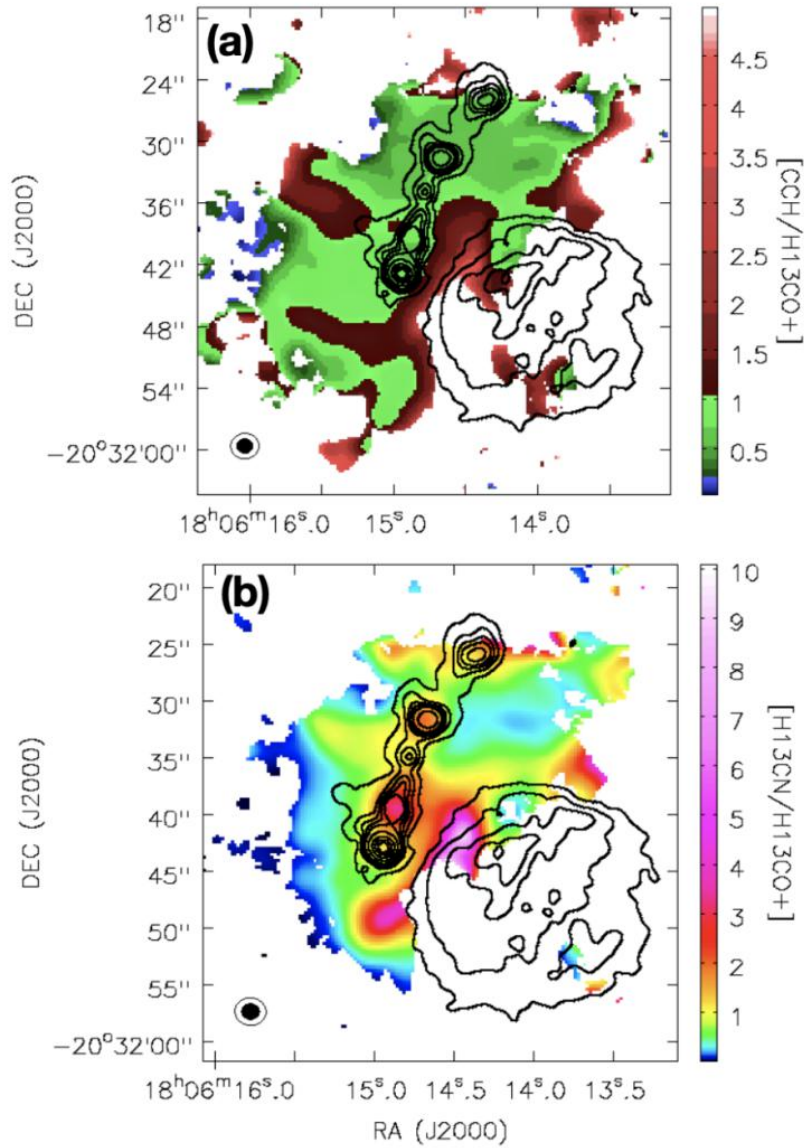 (a)
18''
24''
30''
36''
42''
48''
54''
−20°32'00''
18ʰ06ᵐ16ˢ.0
15ˢ.0
14ˢ.0
DEC (J2000)
4.5
4
3.5
3
2.5
2
1.5
1
0.5
[CCH/H13CO+]
(b)
20''
25''
30''
35''
40''
45''
50''
55''
−20°32'00''
18ʰ06ᵐ16ˢ.0
15ˢ.0
14ˢ.5
14ˢ.0
13ˢ.5
DEC (J2000)
RA (J2000)
10
9
8
7
6
5
4
3
2
1
[H13CN/H13CO+]